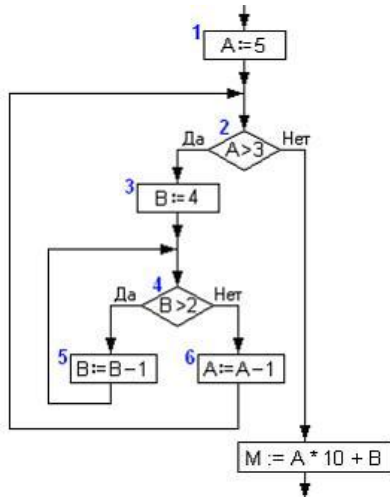 1
A:=5
2
Да
A>3
Нет
3
B:=4
4
Да
B>2
Нет
5
B:=B-1
6
A:=A-1
M := A * 10 + B